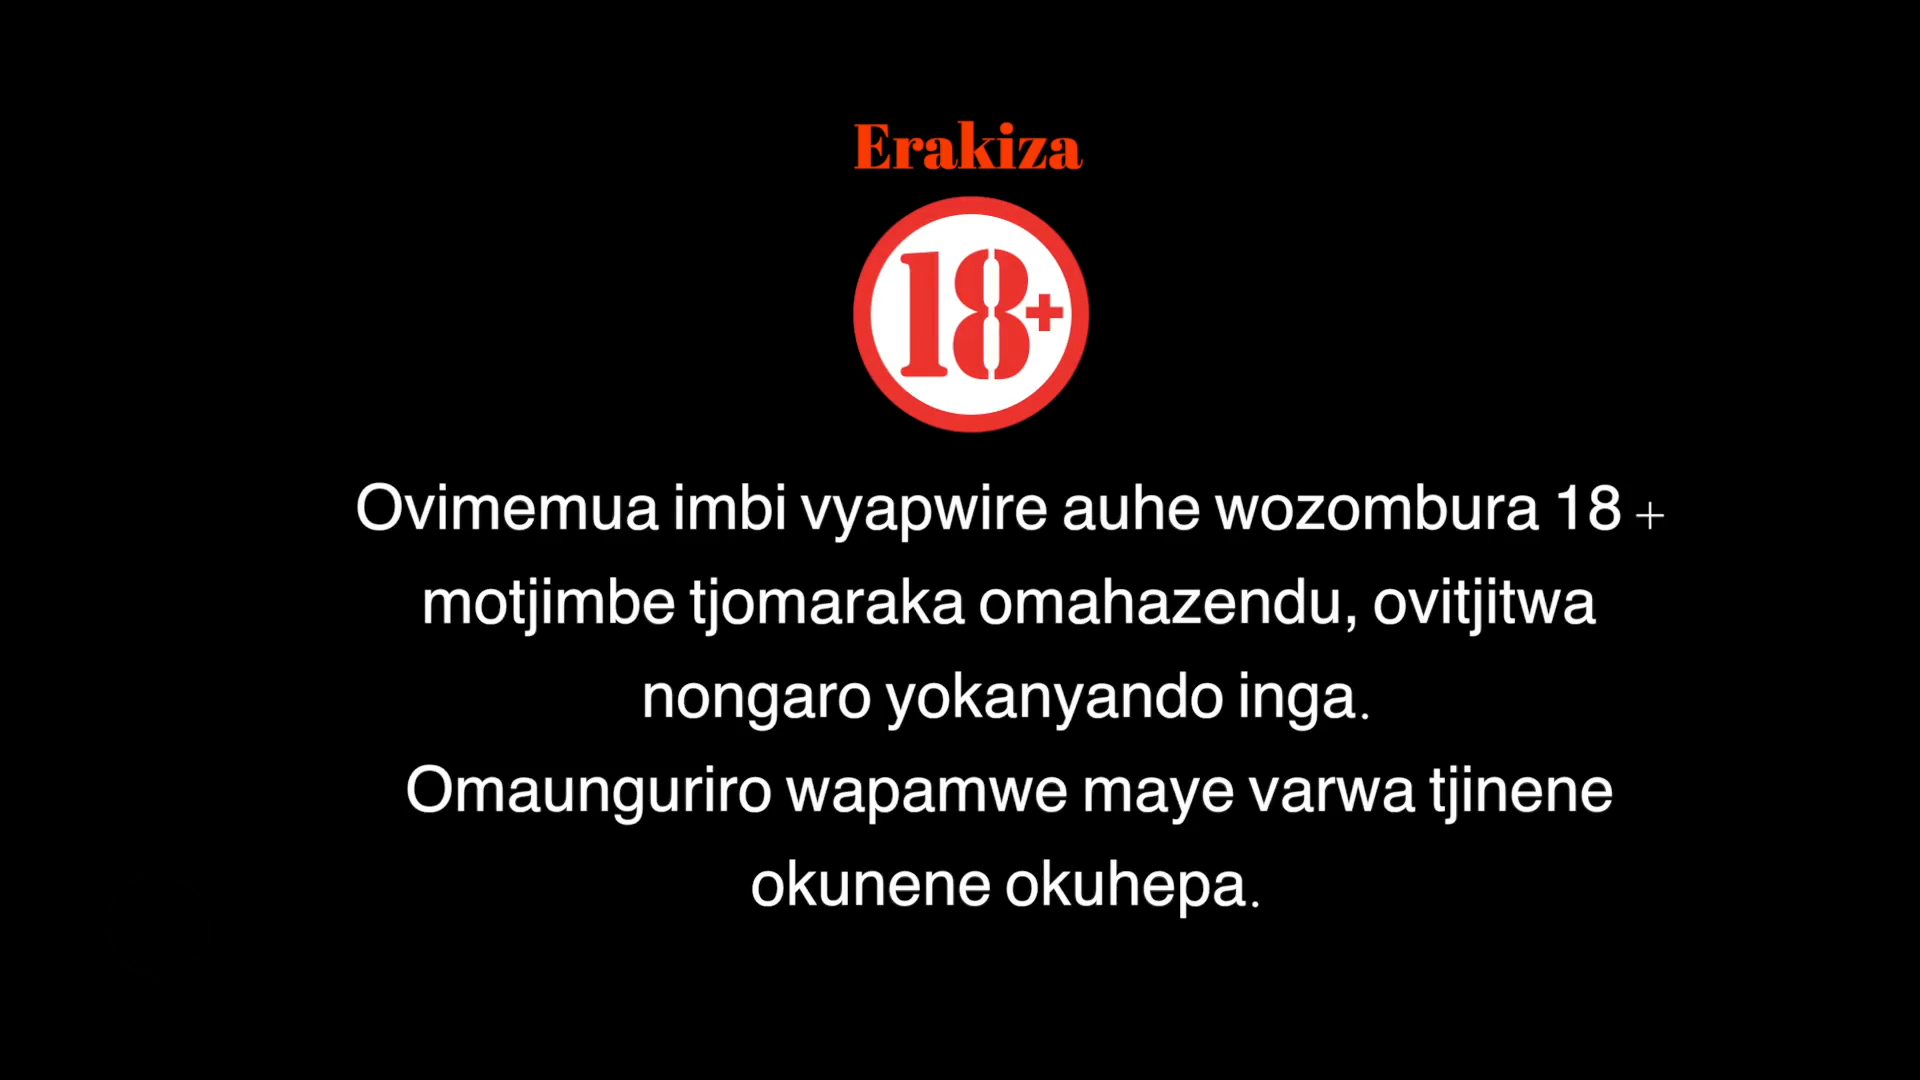 Erakiza
18+
Ovimemua imbi vyapwire auhe wozombura 18 +
motjimbe tjomaraka omahazendu, ovitjitwa
nongaro yokanyando inga.
Omaunguriro wapamwe maye varwa tjinene
okunene okuhepa.